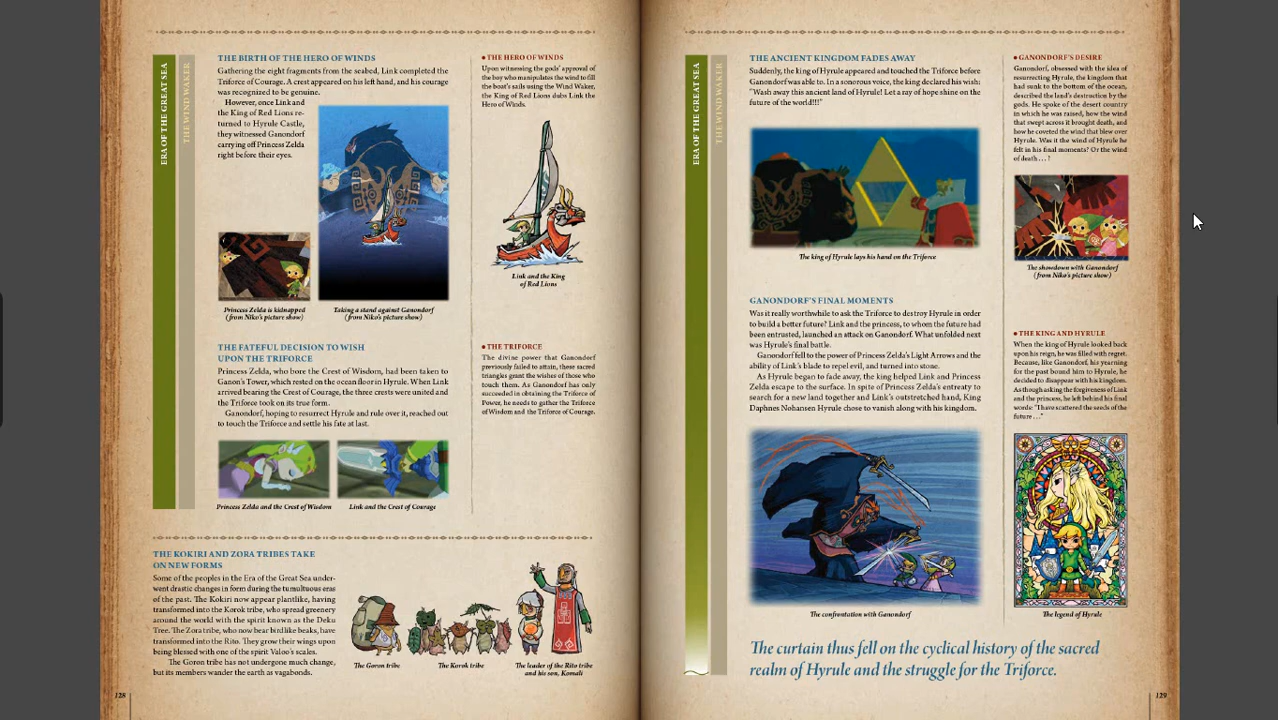 ERA OF THE GREAT SEA
THE WIND WAKER
THE BIRTH OF THE HERO OF WINDS
Gathering the eight fragments from the seabed, Link completed the
Triforce of Courage. A crest appeared on his left hand, and his courage
was recognized to be genuine.
However, once Link and
the King of Red Lions re-
turned to Hyrule Castle,
they witnessed Ganondorf
carrying off Princess Zelda
right before their eyes.
Princess Zelda is kidnapped
(from Niko's picture show)
Taking a stand against Ganondorf
(from Niko's picture show)
THE FATEFUL DECISION TO WISH
UPON THE TRIFORCE
Princess Zelda, who bore the Crest of Wisdom, had been taken to
Ganon's Tower, which rested on the ocean floor in Hyrule. When Link
arrived bearing the Crest of Courage, the three crests were united and
the Triforce took on its true form.
Ganondorf, hoping to resurrect Hyrule and rule over it, reached out
to touch the Triforce and settle his fate at last.
Princess Zelda and the Crest of Wisdom
Link and the Crest of Courage
• THE HERO OF WINDS
Upon witnessing the gods' approval of
the boy who manipulates the wind to fill
the boat's sails using the Wind Waker,
the King of Red Lions dubs Link the
Hero of Winds.
Link and the King
of Red Lions
• THE TRIFORCE
The divine power that Ganondorf
previously failed to attain, these sacred
triangles grant the wishes of those who
touch them. As Ganondorf has only
succeeded in obtaining the Triforce of
Power, he needs to gather the Triforce
of Wisdom and the Triforce of Courage.
THE KOKIRI AND ZORA TRIBES TAKE
ON NEW FORMS
Some of the peoples in the Era of the Great Sea under-
went drastic changes in form during the tumultuous eras
of the past. The Kokiri now appear plantlike, having
transformed into the Korok tribe, who spread greenery
around the world with the spirit known as the Deku
Tree. The Zora tribe, who now bear birdlike beaks, have
transformed into the Rito. They grow their wings upon
being blessed with one of the spirit Valoo's scales.
The Goron tribe has not undergone much change,
but its members wander the earth as vagabonds.
The Goron tribe
The Korok tribe
The leader of the Rito tribe
and his son, Komali
128
ERA OF THE GREAT SEA
THE WIND WAKER
THE ANCIENT KINGDOM FADES AWAY
Suddenly, the king of Hyrule appeared and touched the Triforce before
Ganondorf was able to. In a sonorous voice, the king declared his wish:
"Wash away this ancient land of Hyrule! Let a ray of hope shine on the
future of the world!!!"
The king of Hyrule lays his hand on the Triforce
GANONDORF'S FINAL MOMENTS
Was it really worthwhile to ask the Triforce to destroy Hyrule in order
to build a better future? Link and the princess, to whom the future had
been entrusted, launched an attack on Ganondorf. What unfolded next
was Hyrule's final battle.
Ganondorf fell to the power of Princess Zelda's Light Arrows and the
ability of Link's blade to repel evil, and turned into stone.
As Hyrule began to fade away, the king helped Link and Princess
Zelda escape to the surface. In spite of Princess Zelda's entreaty to
search for a new land together and Link's outstretched hand, King
Daphnes Nohansen Hyrule chose to vanish along with his kingdom.
The confrontation with Ganondorf
• GANONDORF'S DESIRE
Ganondorf, obsessed with the idea of
resurrecting Hyrule, the kingdom that
had sunk to the bottom of the ocean,
described the land's destruction by the
gods. He spoke of the desert country
in which he was raised, how the wind
that swept across it brought death, and
how he coveted the wind that blew over
Hyrule. Was it the wind of Hyrule he
felt in his final moments? Or the wind
of death . . . ?
The showdown with Ganondorf
(from Niko's picture show)
• THE KING AND HYRULE
When the king of Hyrule looked back
upon his reign, he was filled with regret.
Because, like Ganondorf, his yearning
for the past bound him to Hyrule, he
decided to disappear with his kingdom.
As though asking the forgiveness of Link
and the princess, he left behind his final
words: "I have scattered the seeds of the
future . . ."
The legend of Hyrule
The curtain thus fell on the cyclical history of the sacred
realm of Hyrule and the struggle for the Triforce.
129